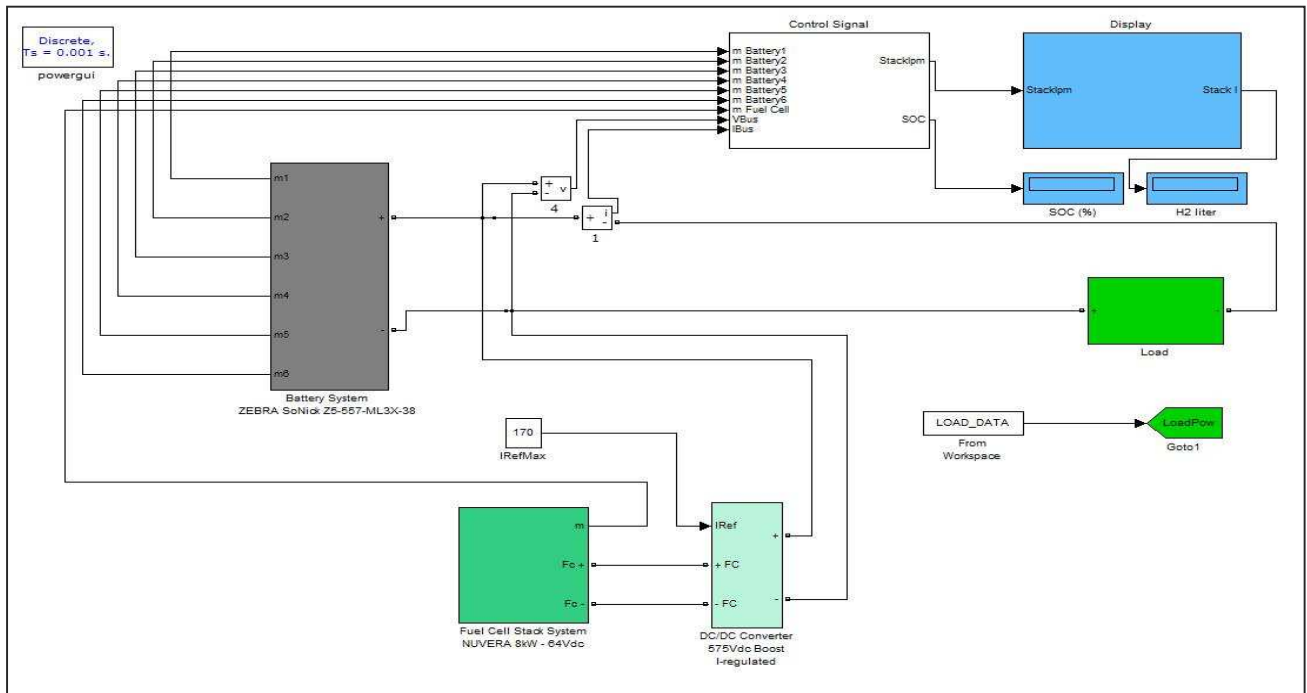 Discrete,
Ts = 0.001 s.
powergui
Control Signal
m Battery1
m Battery2
m Battery3
m Battery4
m Battery5
m Battery6
m Fuel Cell
VBus
IBus
StackIpm
SOC
Display
StackIpm
Stack I
SOC (%)
H2 liter
m1
m2
m3
m4
m5
m6
+
-
Battery System
ZEBRA SoNick Z5-557-ML3X-38
+
-
v
4
+
i
-
1
+
-
Load
LOAD_DATA
From
Workspace
LoadPow
Goto1
170
IRefMax
m
Fc +
Fc -
Fuel Cell Stack System
NUVERA 8kW - 64Vdc
IRef
+ FC
- FC
+
-
DC/DC Converter
575Vdc Boost
I-regulated